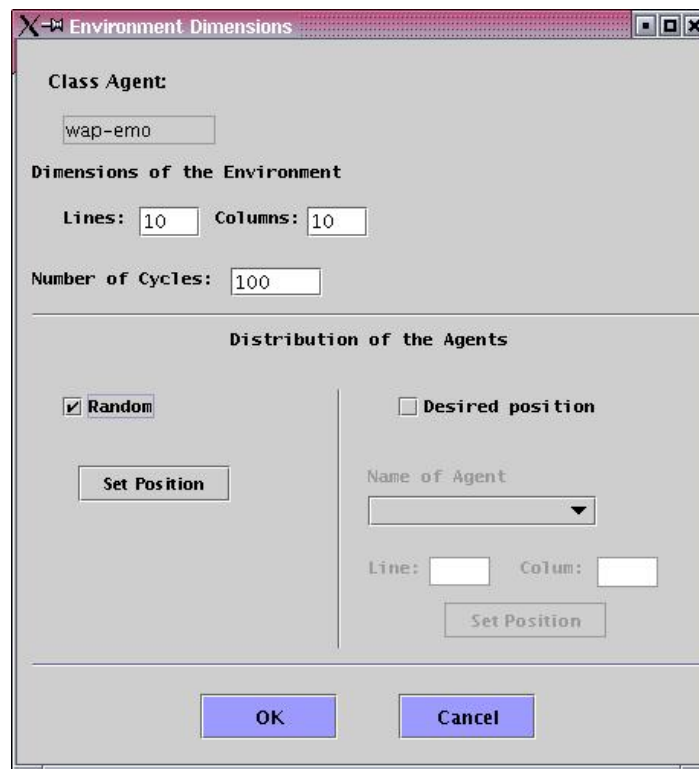 Environment Dimensions
Class Agent:
wap-emo
Dimensions of the Environment
Lines: 10 Columns: 10
Number of Cycles: 100
Distribution of the Agents
Random
Desired position
Set Position
Name of Agent
Line: Colum:
Set Position
OK Cancel